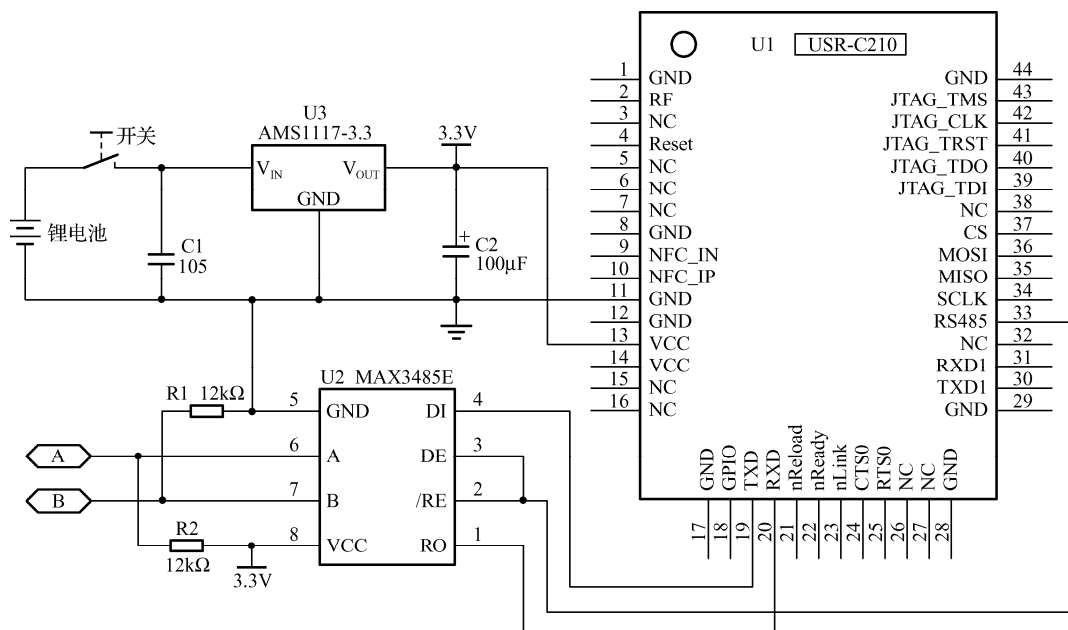 U1 USR-C210
1 GND
2 RF
3 NC
4 Reset
5 NC
6 NC
7 NC
8 GND
9 NFC_IN
10 NFC_IP
11 GND
12 GND
13 VCC
14 VCC
15 NC
16 NC
GND 44
JTAG_TMS 43
JTAG_CLK 42
JTAG_TRST 41
JTAG_TDO 40
JTAG_TDI 39
NC 38
CS 37
MOSI 36
MISO 35
SCLK 34
RS485 33
NC 32
RXD1 31
TXD1 30
GND 29
GND 17
GPIO 18
TXD 19
RXD 20
nReload 21
nReady 22
nLink 23
CTS0 24
RTS0 25
NC 26
NC 27
GND 28
开关
锂电池
C1
105
U3
AMS1117-3.3
VIN VOUT
GND
3.3V
+
C2
100μF
U2 MAX3485E
R1 12kΩ
5 GND DI 4
A 6 A DE 3
B 7 B /RE 2
8 VCC RO 1
R2
12kΩ
3.3V